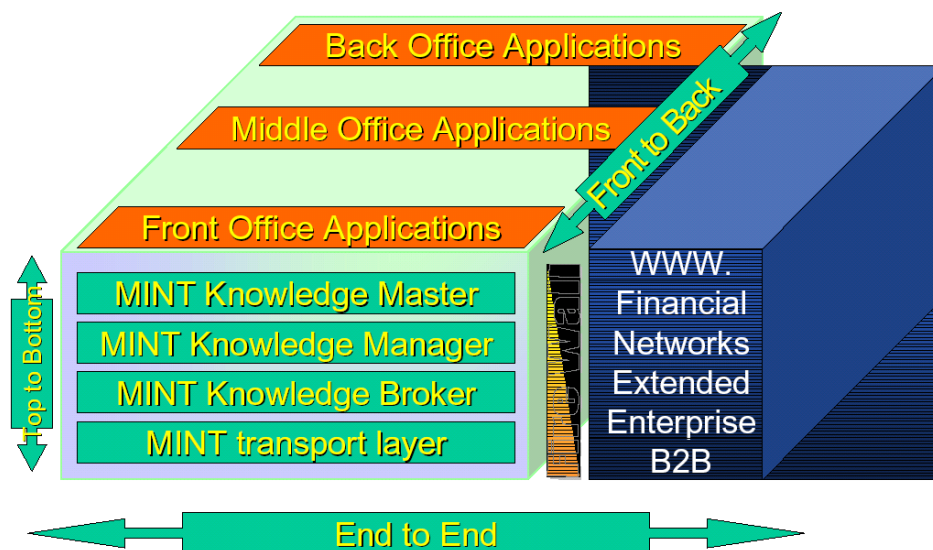 Back Office Applications
Middle Office Applications
Front to Back
Front Office Applications
WWW.
Financial
Networks
Extended
Enterprise
B2B
Top to Bottom
MINT Knowledge Master
MINT Knowledge Manager
MINT Knowledge Broker
MINT transport layer
End to End